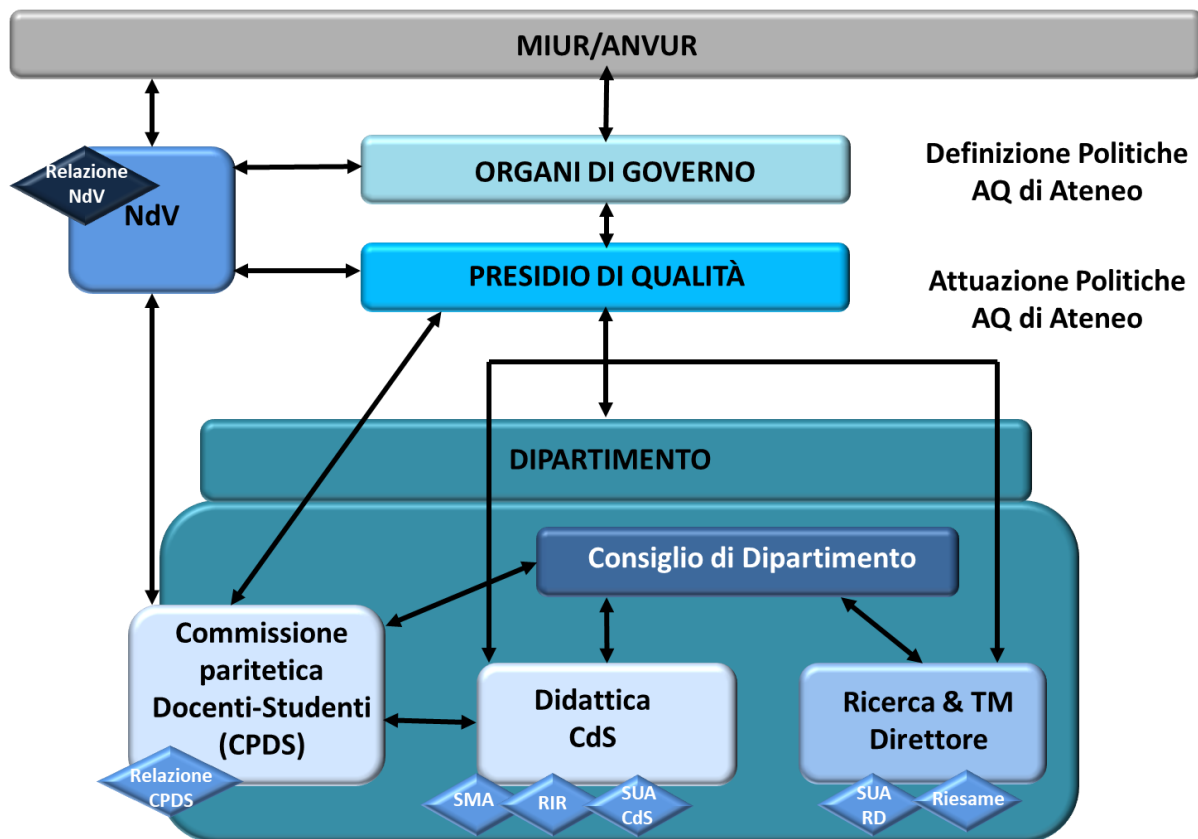 MIUR/ANVUR
Relazione
NdV
NdV
ORGANI DI GOVERNO
Definizione Politiche
AQ di Ateneo
PRESIDIO DI QUALITÀ
Attuazione Politiche
AQ di Ateneo
DIPARTIMENTO
Consiglio di Dipartimento
Commissione
paritetica
Docenti-Studenti
(CPDS)
Relazione
CPDS
Didattica
CdS
SMA
RIR
SUA
CdS
Ricerca & TM
Direttore
SUA
RD
Riesame